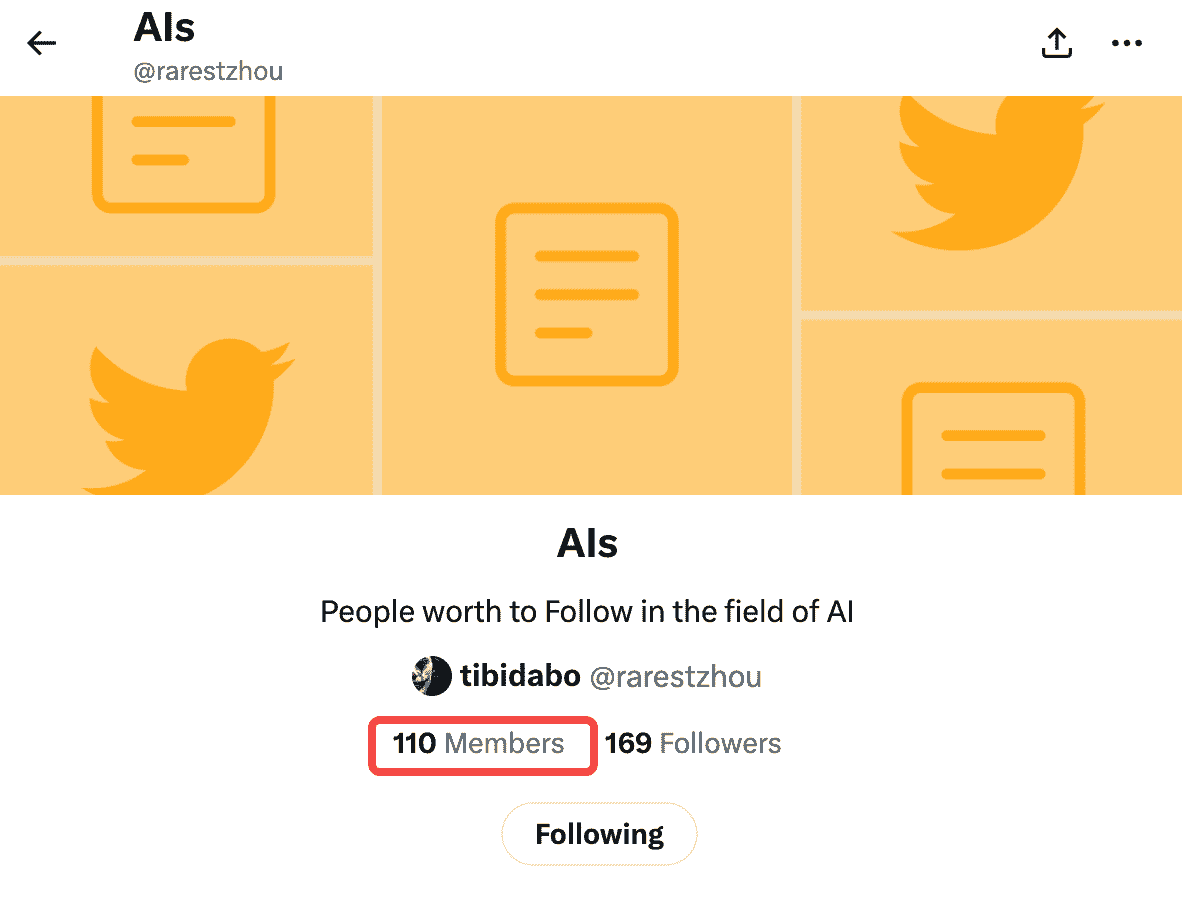 AIs
@rarestzhou
AIs
People worth to Follow in the field of AI
tibidabo @rarestzhou
110 Members 169 Followers
Following